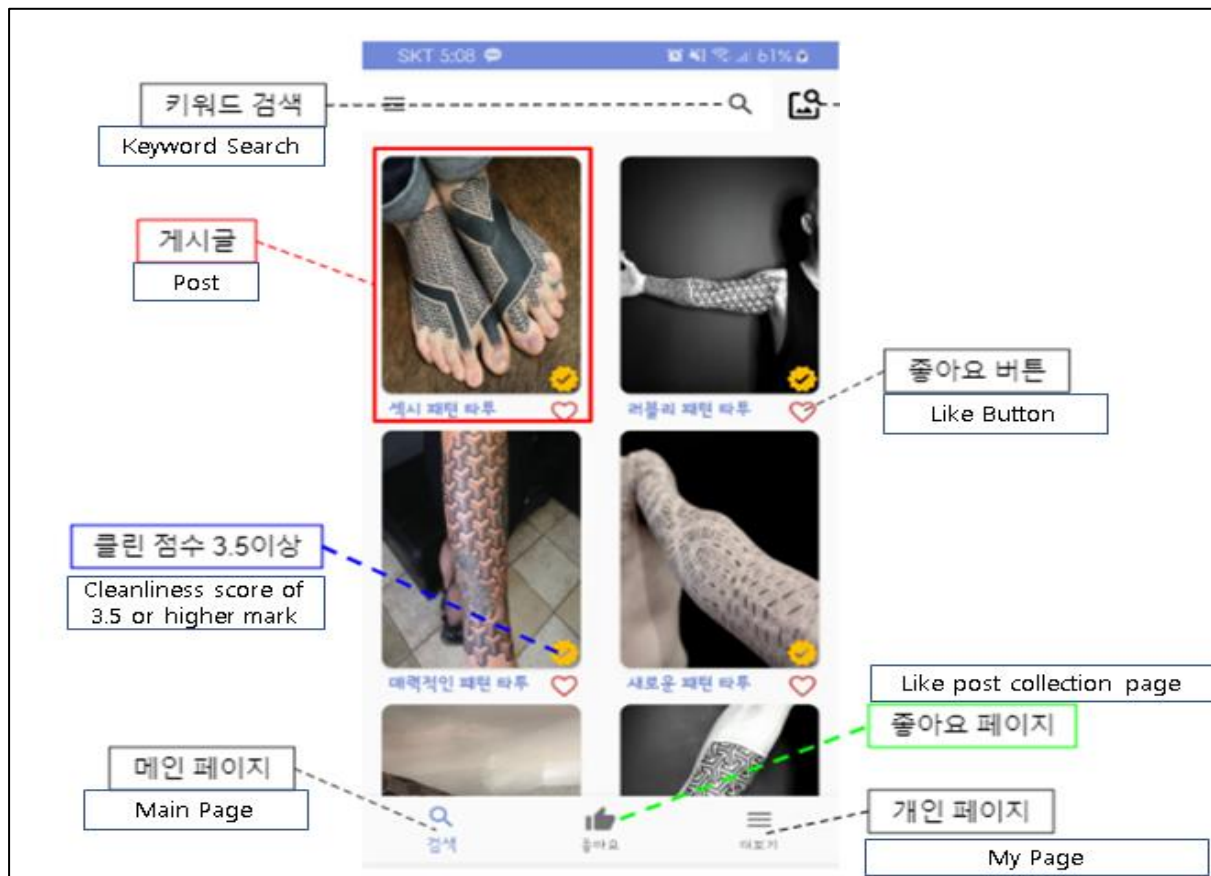 SKT 5:08
61%
키워드 검색
Keyword Search
게시글
Post
섹시 패턴 타투
러블리 패턴 타투
좋아요 버튼
Like Button
클린 점수 3.5이상
Cleanliness score of
3.5 or higher mark
매력적인 패턴 타투
새로운 패턴 타투
Like post collection page
좋아요 페이지
메인 페이지
Main Page
검색
좋아요
더보기
개인 페이지
My Page